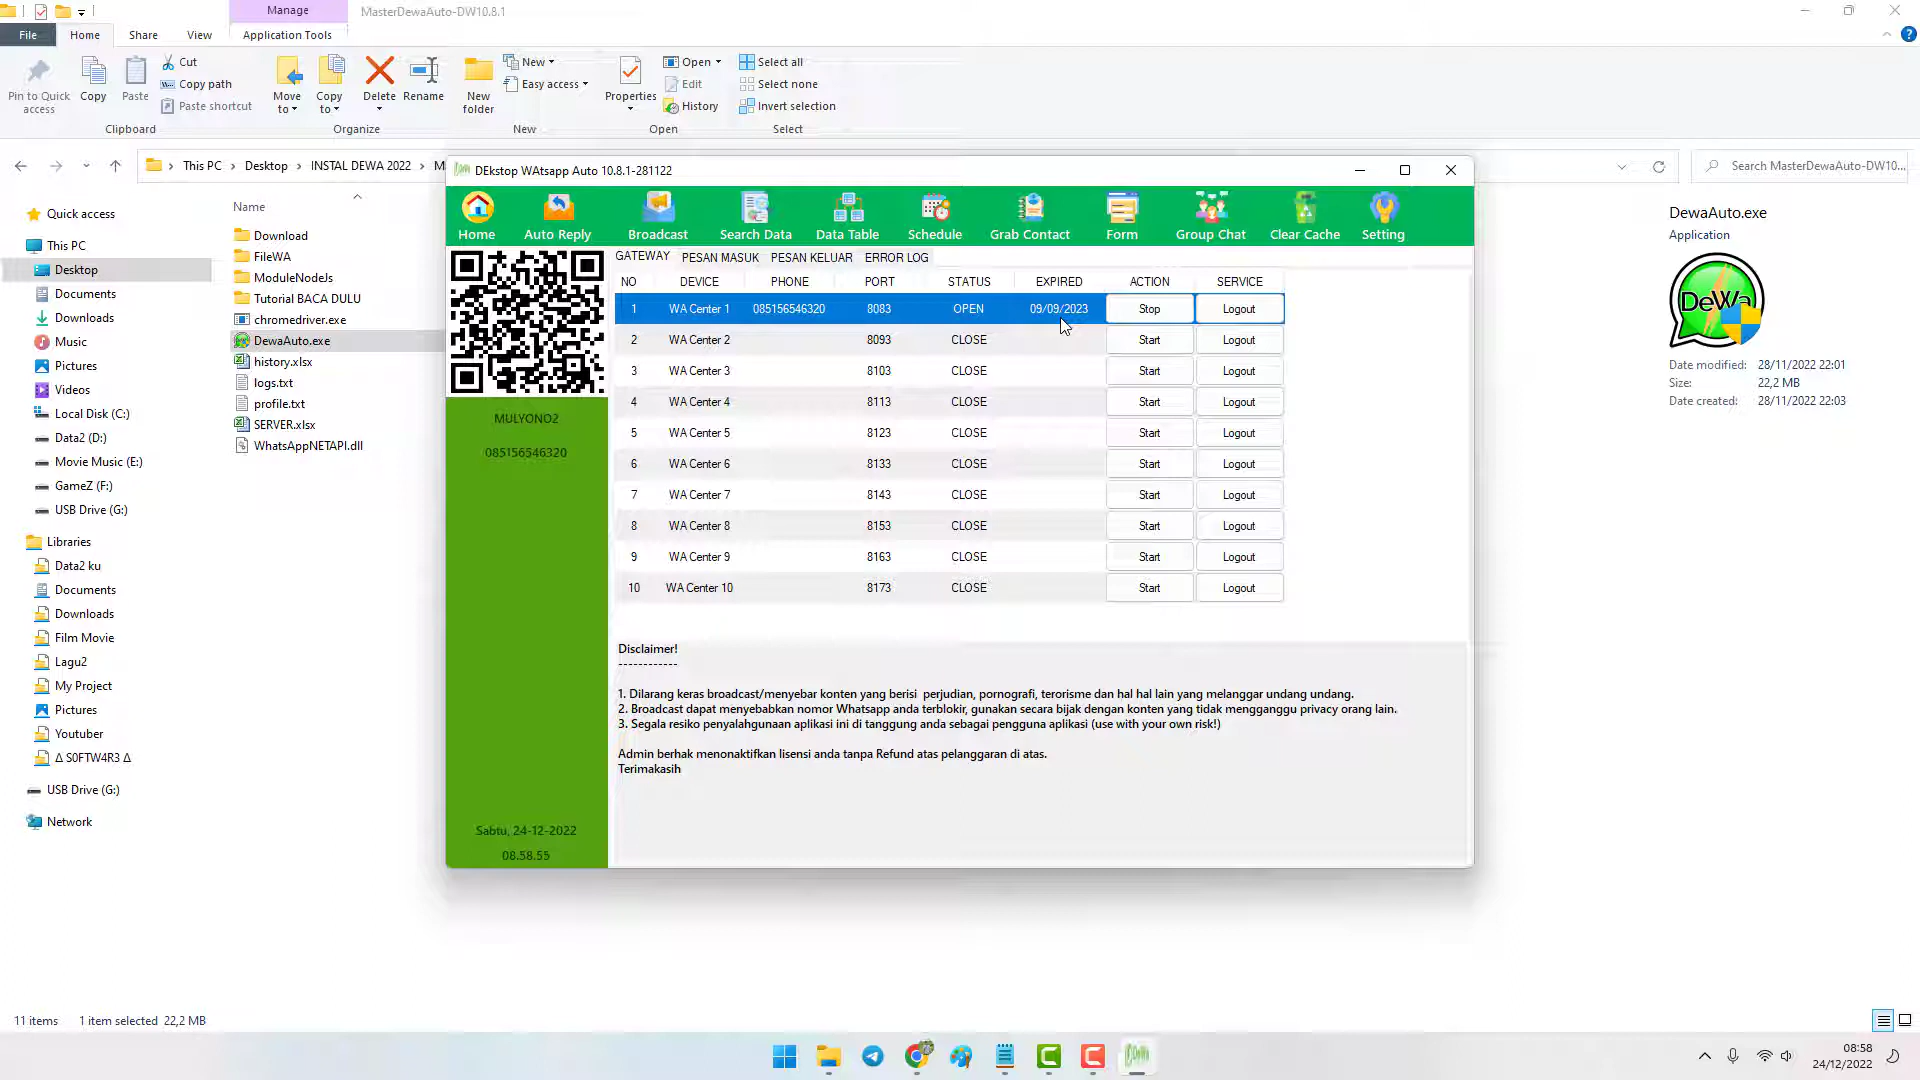 Manage
MasterDewaAuto-DW10.8.1
File
Home
Share
View
Application Tools
Pin to Quick access
Copy
Paste
Cut
Copy path
Paste shortcut
Clipboard
Move to
Copy to
Delete
Rename
Organize
New folder
New
Easy access
New
Properties
Open
Edit
History
Open
Select all
Select none
Invert selection
Select
This PC
Desktop
INSTAL DEWA 2022
M
Search MasterDewaAuto-DW10...
Quick access
This PC
Desktop
Documents
Downloads
Music
Pictures
Videos
Local Disk (C:)
Data2 (D:)
Movie Music (E:)
GameZ (F:)
USB Drive (G:)
Libraries
Data2 ku
Documents
Downloads
Film Movie
Lagu2
My Project
Pictures
Youtuber
Δ S0FTW4R3 Δ
USB Drive (G:)
Network
Name
Download
FileWA
ModuleNodeJs
Tutorial BACA DULU
chromedriver.exe
DewaAuto.exe
history.xlsx
logs.txt
profile.txt
SERVER.xlsx
WhatsAppNETAPI.dll
DEkstop WAtsapp Auto 10.8.1-281122
Home
Auto Reply
Broadcast
Search Data
Data Table
Schedule
Grab Contact
Form
Group Chat
Clear Cache
Setting
MULYONO2
085156546320
Sabtu, 24-12-2022
08.58.55
GATEWAY PESAN MASUK PESAN KELUAR ERROR LOG
NO DEVICE PHONE PORT STATUS EXPIRED ACTION SERVICE
1 WA Center 1 085156546320 8083 OPEN 09/09/2023 Stop Logout
2 WA Center 2 8093 CLOSE Start Logout
3 WA Center 3 8103 CLOSE Start Logout
4 WA Center 4 8113 CLOSE Start Logout
5 WA Center 5 8123 CLOSE Start Logout
6 WA Center 6 8133 CLOSE Start Logout
7 WA Center 7 8143 CLOSE Start Logout
8 WA Center 8 8153 CLOSE Start Logout
9 WA Center 9 8163 CLOSE Start Logout
10 WA Center 10 8173 CLOSE Start Logout
Disclaimer!
------------
1. Dilarang keras broadcast/menyebar konten yang berisi perjudian, pornografi, terorisme dan hal hal lain yang melanggar undang undang.
2. Broadcast dapat menyebabkan nomor Whatsapp anda terblokir, gunakan secara bijak dengan konten yang tidak mengganggu privacy orang lain.
3. Segala resiko penyalahgunaan aplikasi ini di tanggung anda sebagai pengguna aplikasi (use with your own risk!)
Admin berhak menonaktifkan lisensi anda tanpa Refund atas pelanggaran di atas.
Terimakasih
DewaAuto.exe
Application
DeWa
Date modified: 28/11/2022 22:01
Size: 22,2 MB
Date created: 28/11/2022 22:03
11 items 1 item selected 22,2 MB
08:58
24/12/2022